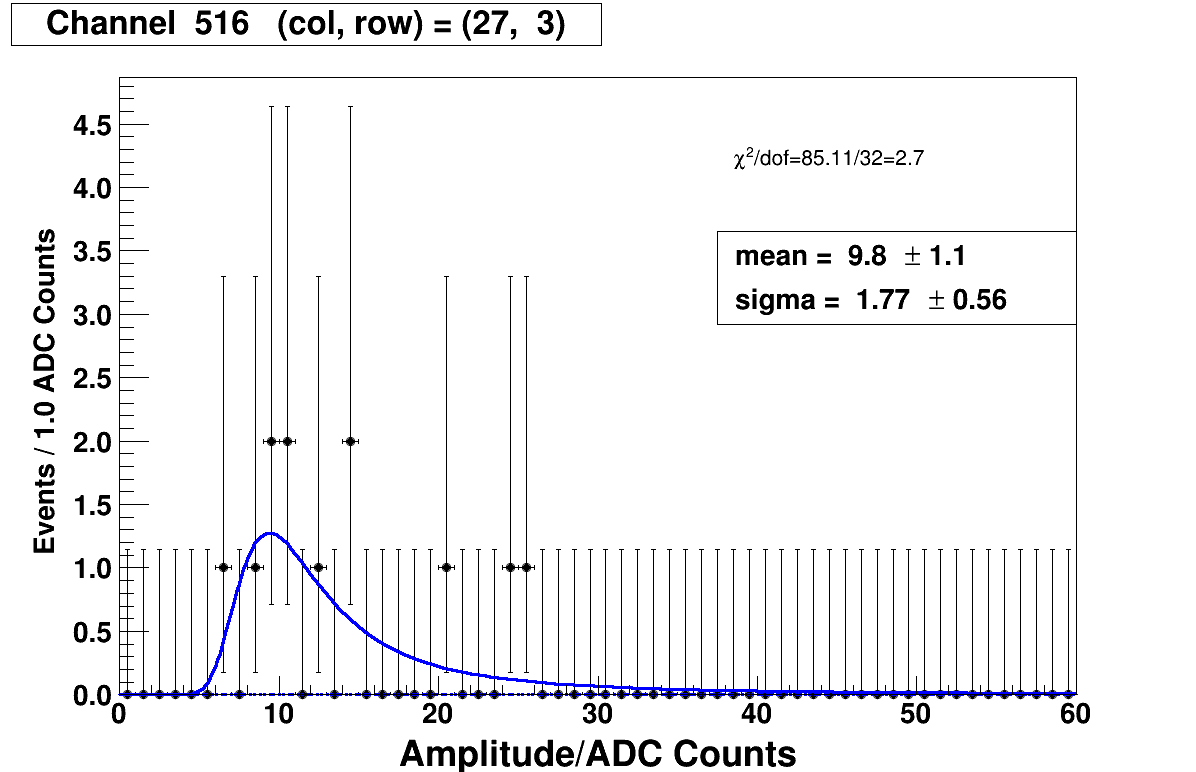 Channel 516 (col, row) = (27, 3)
χ²/dof=85.11/32=2.7
mean = 9.8 ± 1.1
sigma = 1.77 ± 0.56
Events / 1.0 ADC Counts
4.5
4.0
3.5
3.0
2.5
2.0
1.5
1.0
0.5
0.0
0 10 20 30 40 50 60
Amplitude/ADC Counts